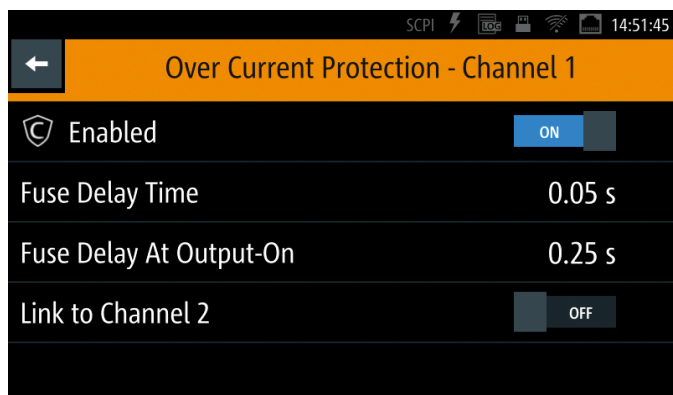 SCPI LOG 14:51:45
Over Current Protection - Channel 1
C Enabled ON
Fuse Delay Time 0.05 s
Fuse Delay At Output-On 0.25 s
Link to Channel 2 OFF